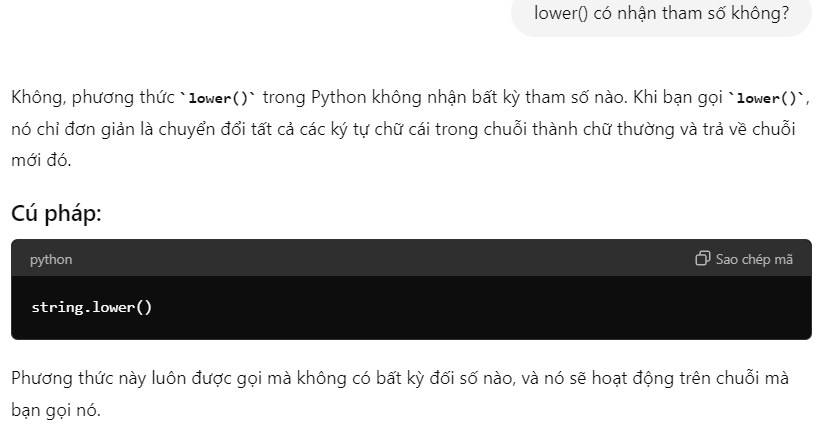 lower() có nhận tham số không?
Không, phương thức `lower()` trong Python không nhận bất kỳ tham số nào. Khi bạn gọi `lower()`,
nó chỉ đơn giản là chuyển đổi tất cả các ký tự chữ cái trong chuỗi thành chữ thường và trả về chuỗi
mới đó.
Cú pháp:
python
Sao chép mã
string.lower()
Phương thức này luôn được gọi mà không có bất kỳ đối số nào, và nó sẽ hoạt động trên chuỗi mà
bạn gọi nó.